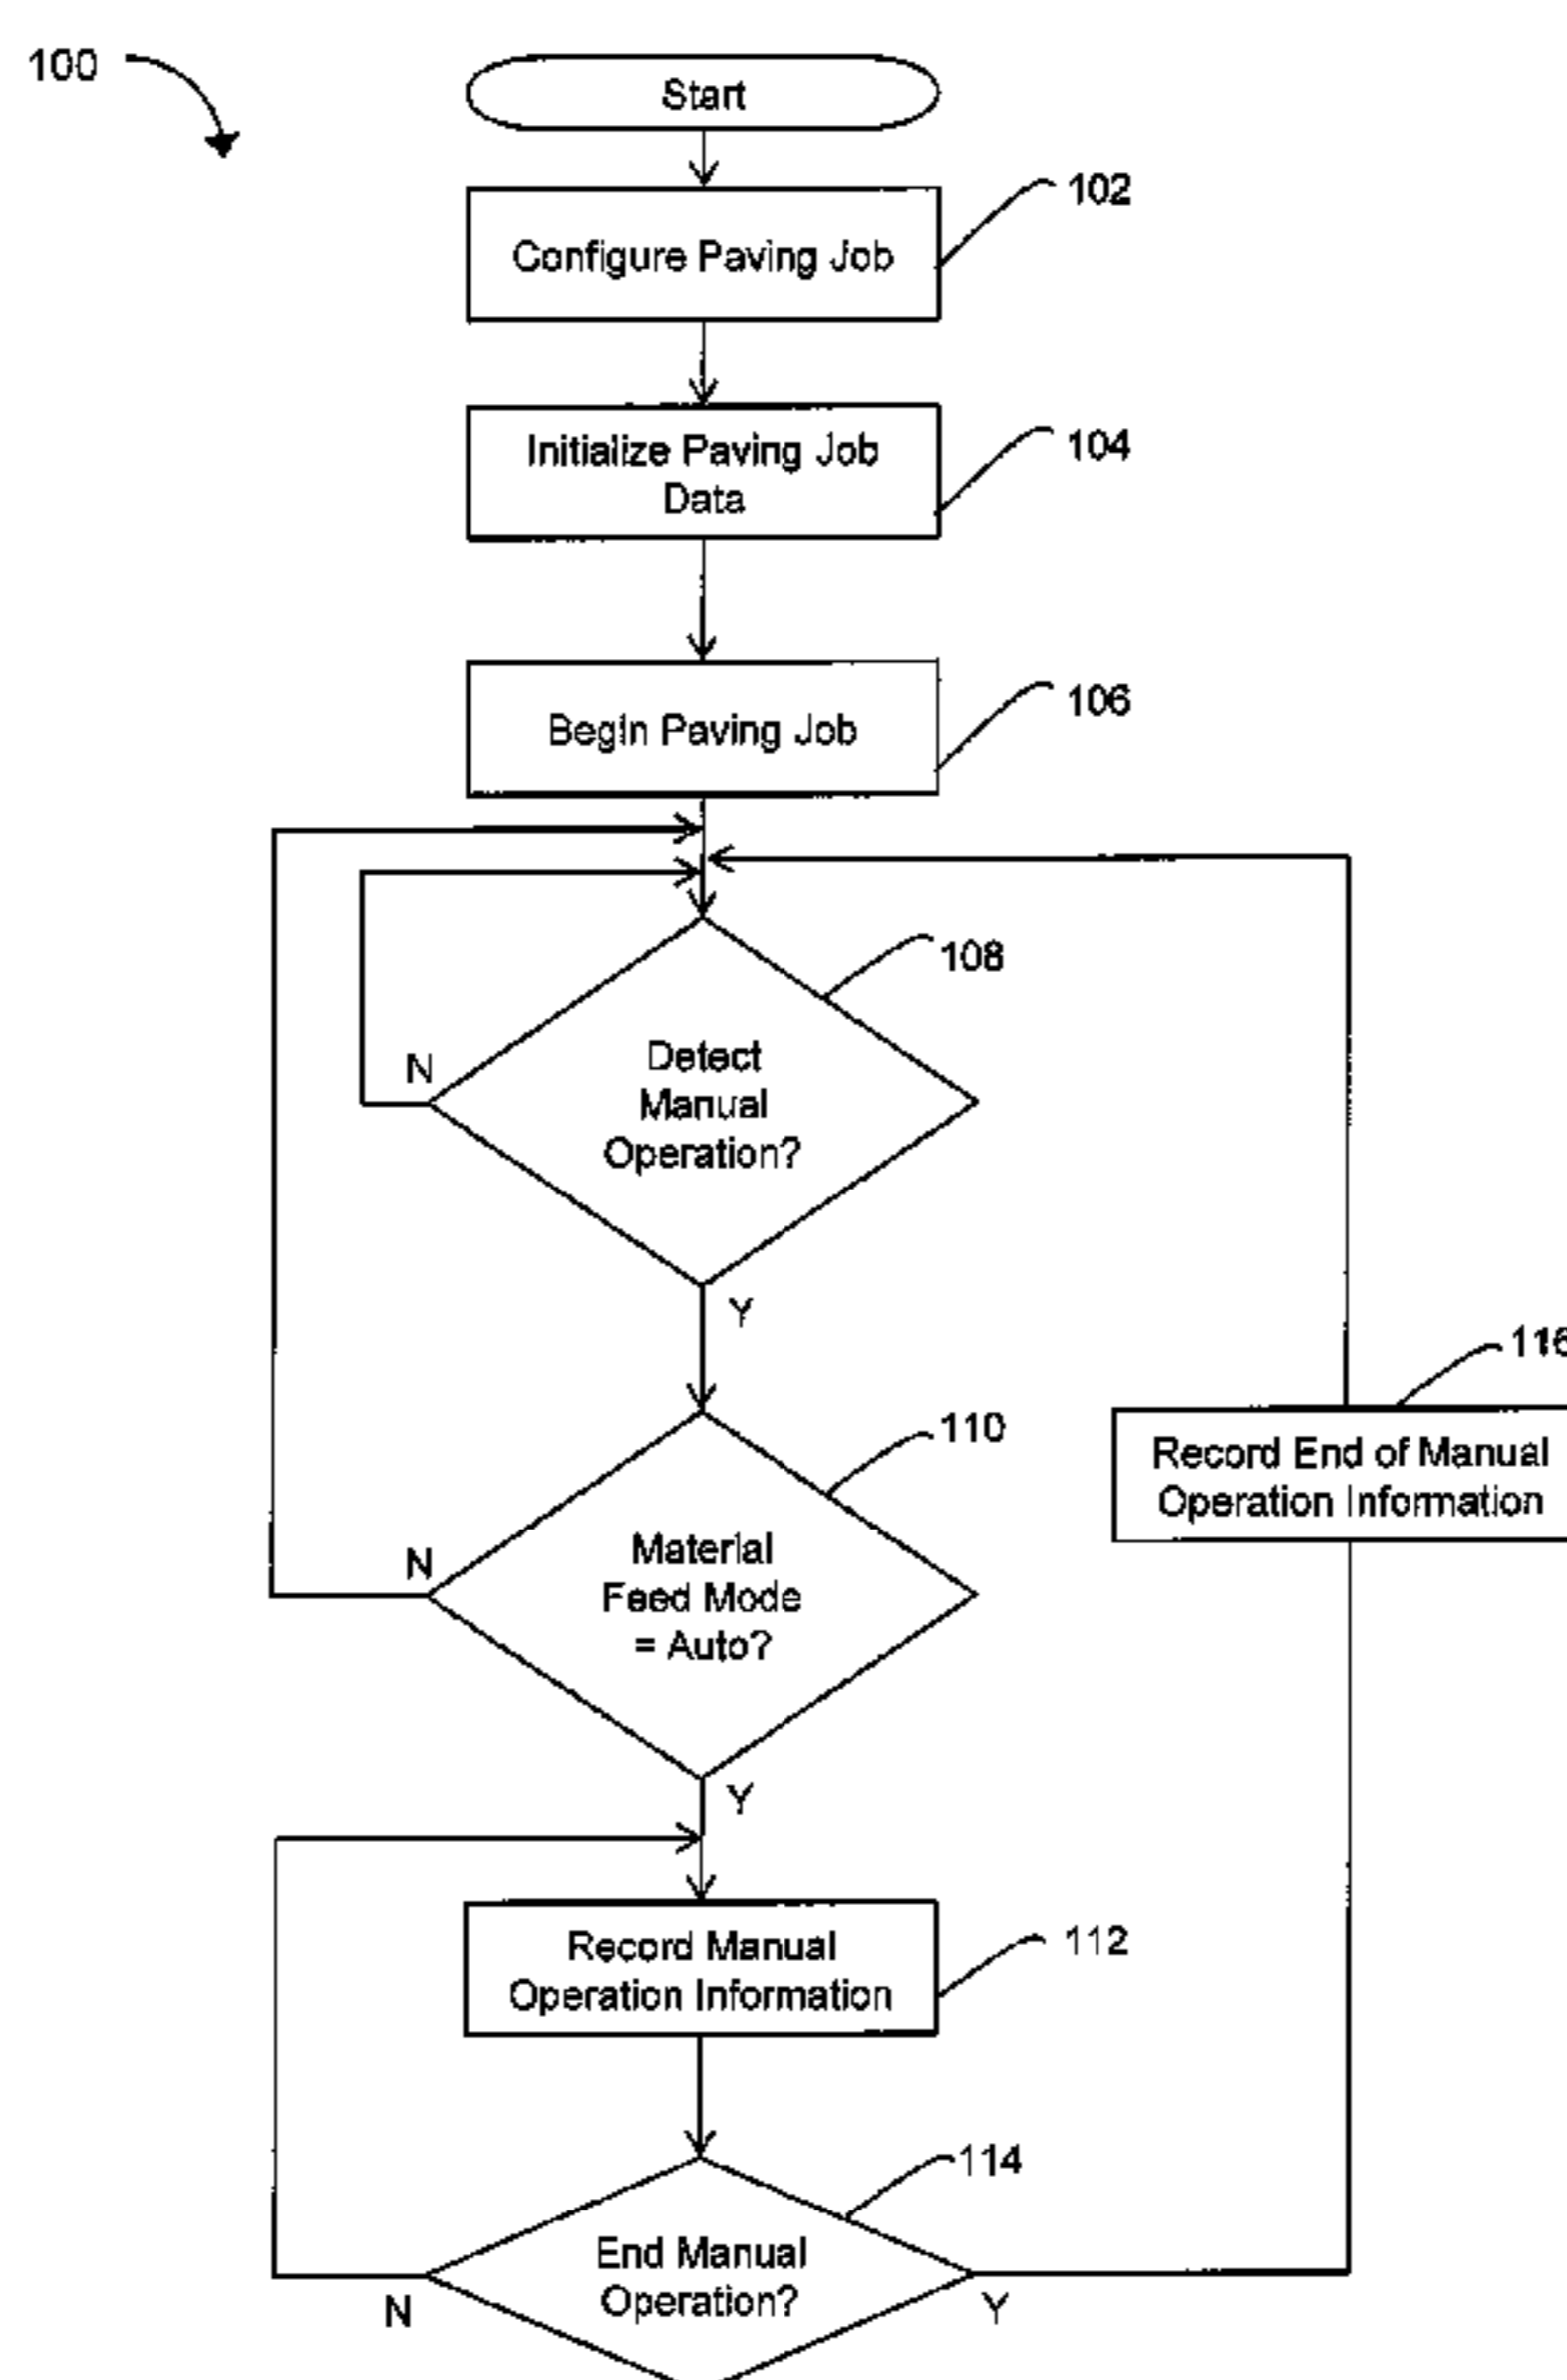 100
Start
102
Configure Paving Job
104
Initialize Paving Job
Data
106
Begin Paving Job
108
N
Detect
Manual
Operation?
Y
116
Record End of Manual
Operation Information
110
N
Material
Feed Mode
= Auto?
Y
112
Record Manual
Operation Information
114
End Manual
Operation?
N
Y